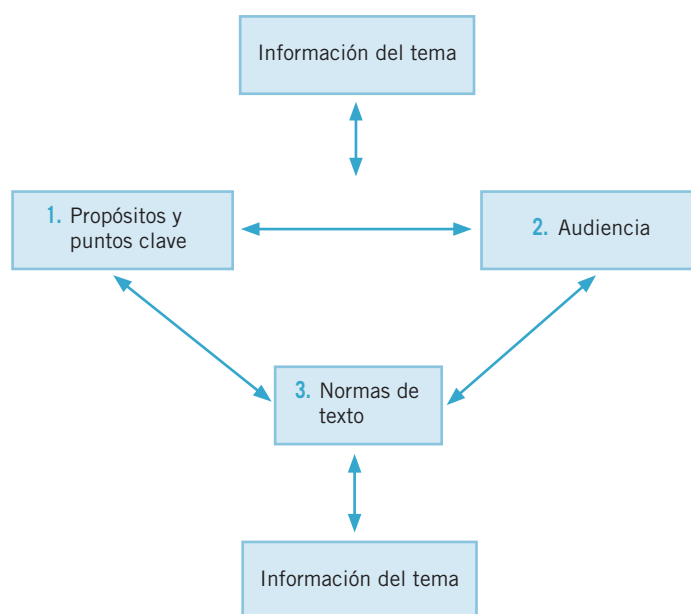 Información del tema
1. Propósitos y
puntos clave
2. Audiencia
3. Normas de
texto
Información del tema